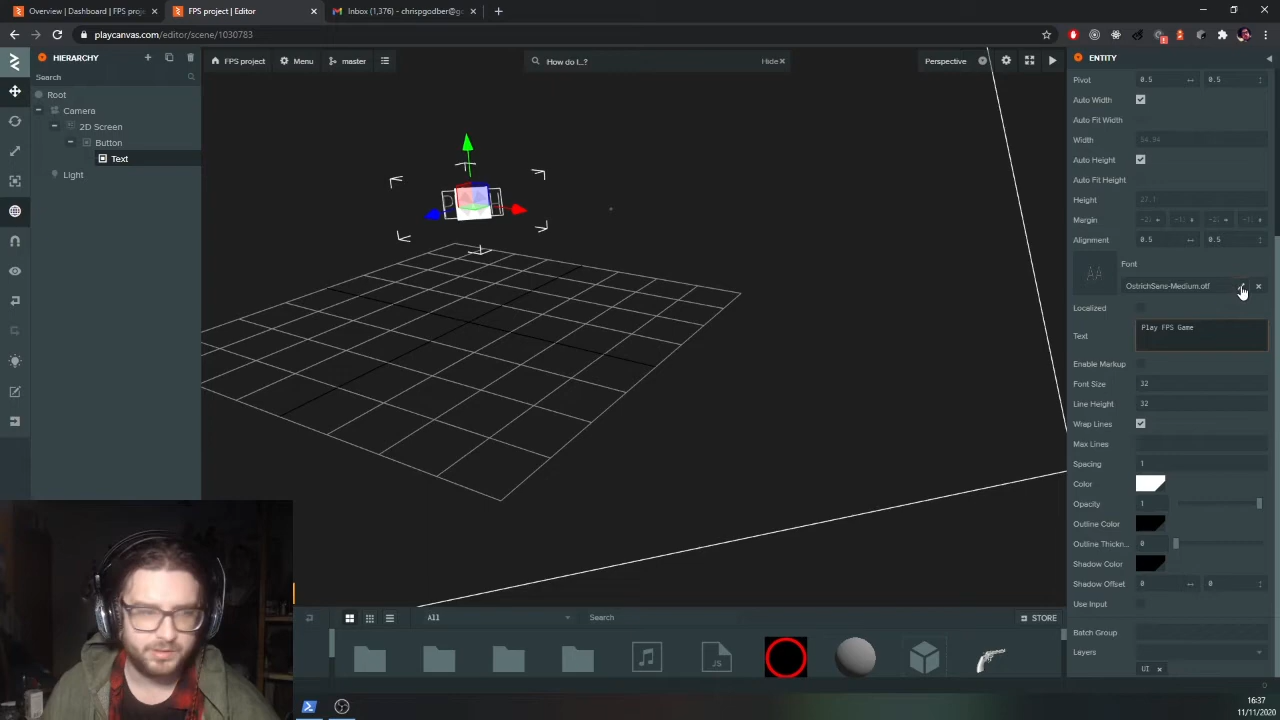 Overview | Dashboard | FPS proje
FPS project | Editor
Inbox (1,376) - chrispgodber@g
playcanvas.com/editor/scene/1030783
HIERARCHY
Search
Root
Camera
2D Screen
Button
Text
Light
FPS project
Menu
master
How do I...?
Hide
Perspective
ENTITY
Pivot 0.5 0.5
Auto Width
Auto Fit Width
Width 54.94
Auto Height
Auto Fit Height
Height 27.1
Margin
Alignment 0.5 0.5
Font
OstrichSans-Medium.otf
Localized
Text Play FPS Game
Enable Markup
Font Size 32
Line Height 32
Wrap Lines
Max Lines
Spacing 1
Color
Opacity 1
Outline Color
Outline Thickn... 0
Shadow Color
Shadow Offset 0 0
Use Input
Batch Group
Layers
UI
All
Search
STORE
JS
16:37
11/11/2020